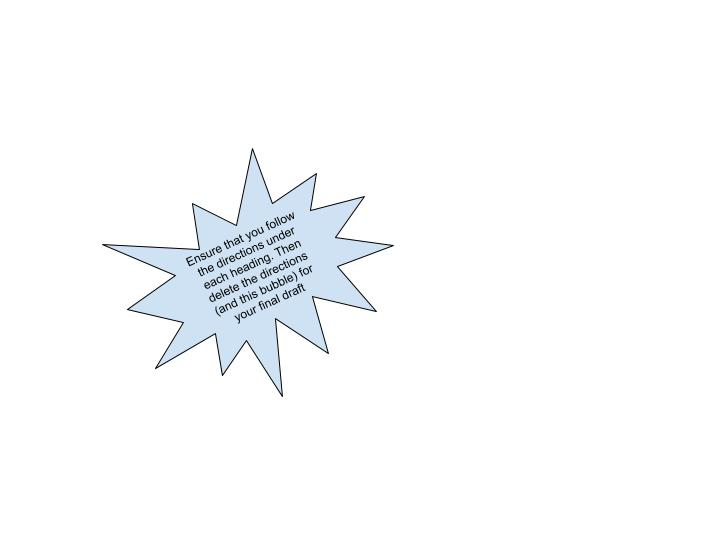 Ensure that you follow
the directions under
each heading. Then
delete the directions
(and this bubble) for
your final draft